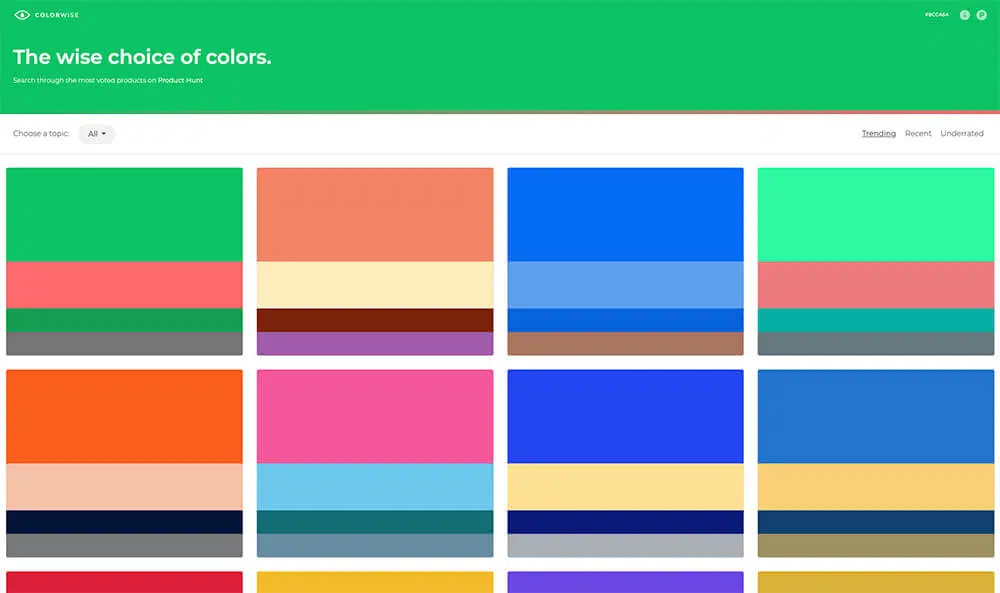 COLORWISE
#0CC464
The wise choice of colors.
Search through the most voted products on Product Hunt
Choose a topic: All
Trending Recent Underrated